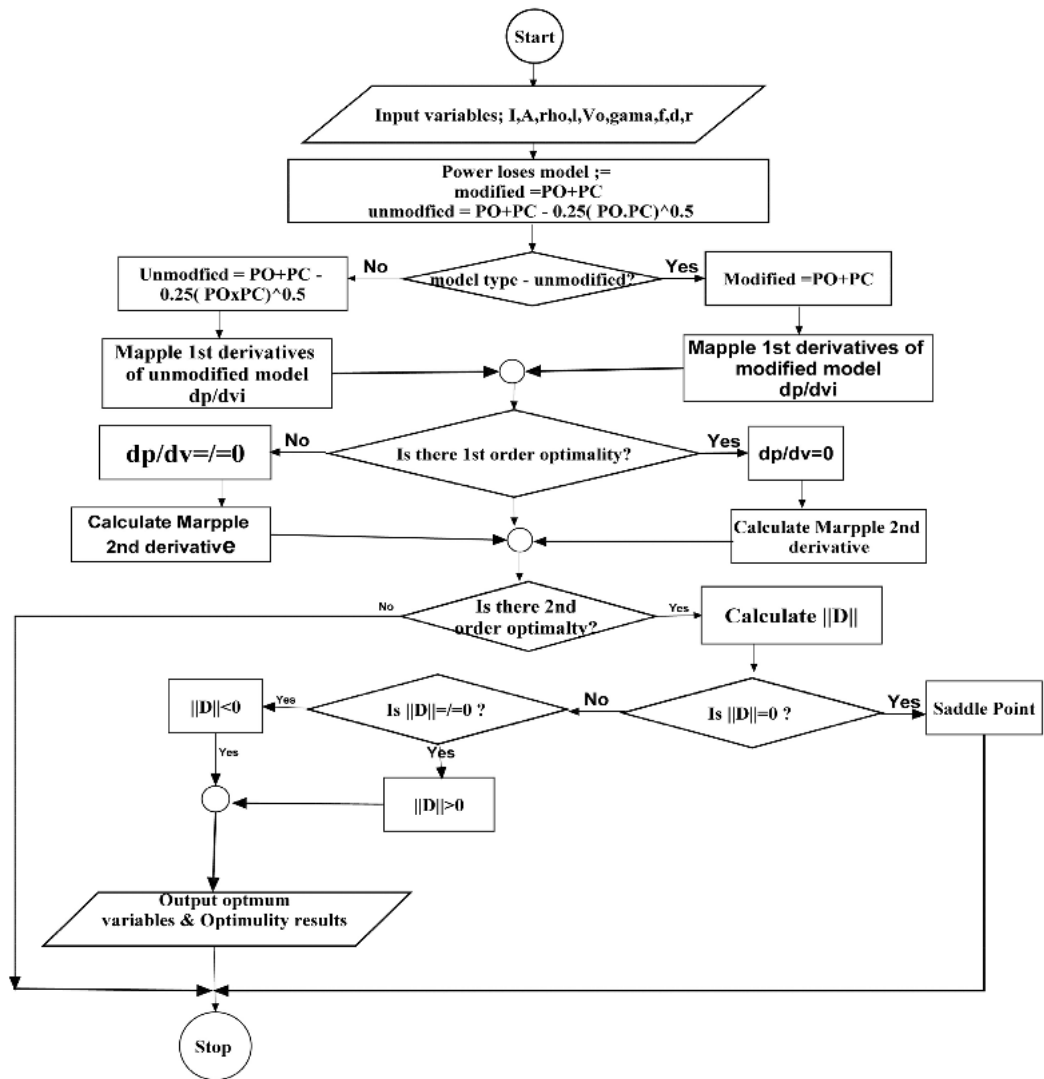 Start
Input variables; I,A,rho,l,Vo,gama,f,d,r
Power loses model ;=
modified =PO+PC
unmodficd = PO+PC - 0.25( PO.PC)^0.5
No
model type - unmodified?
Yes
Unmodficd = PO+PC -
0.25( POxPC)^0.5
Modified =PO+PC
Mapple 1st derivatives
of unmodified model
dp/dvi
Mapple 1st derivatives of
modified model
dp/dvi
No
Is there 1st order optimality?
Yes
dp/dv=/=0
dp/dv=0
Calculate Marpple
2nd derivative
Calculate Marpple 2nd
derivative
No
Is there 2nd
order optimalty?
Yes
Calculate ||D||
||D||<0
Yes
Is ||D||=/=0 ?
No
Is ||D||=0 ?
Yes
Saddle Point
Yes
Yes
||D||>0
Output optmum
variables & Optimulity results
Stop